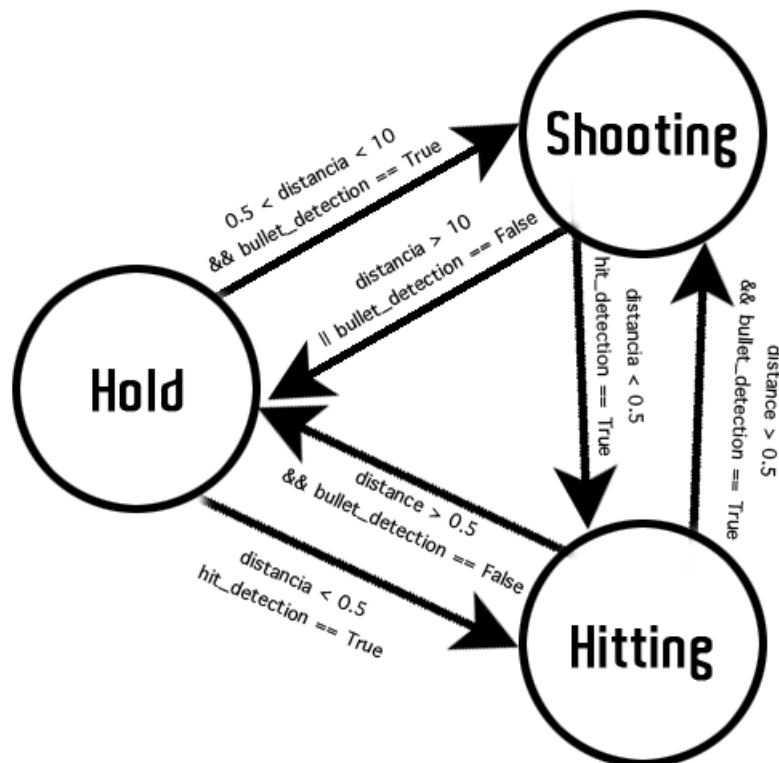 Shooting
0.5 < distancia < 10
&& bullet_detection == True
distancia > 10
|| bullet_detection == False
distancia < 0.5
hit_detection == True
distance > 0.5
&& bullet_detection == True
Hold
distance > 0.5
&& bullet_detection == False
distancia < 0.5
hit_detection == True
Hitting